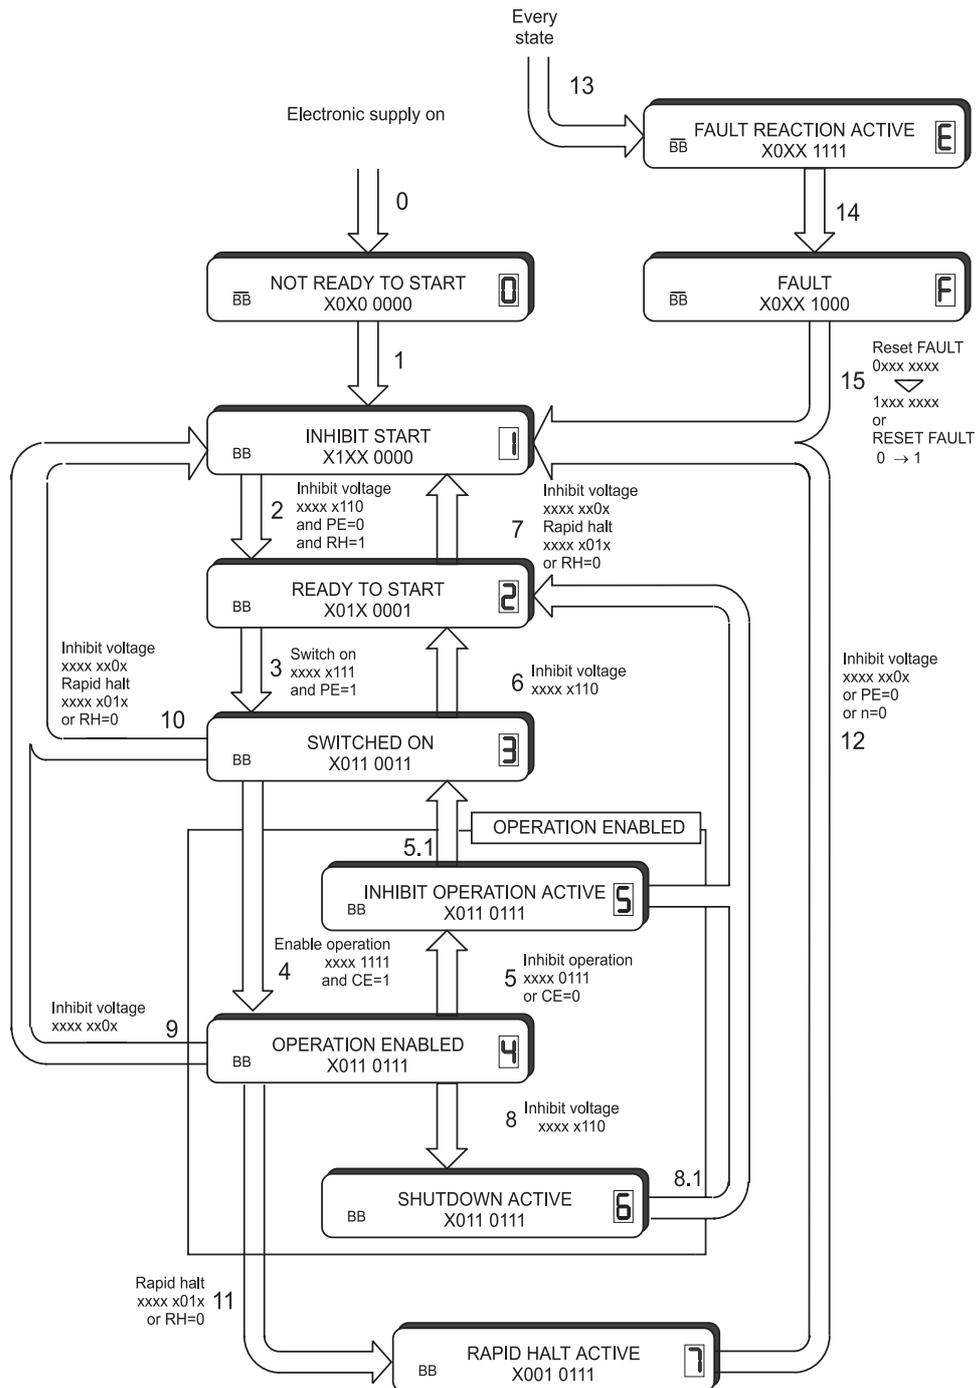 Every
state
13
Electronic supply on
FAULT REACTION ACTIVE
E
BB
X0XX 1111
0
14
NOT READY TO START
0
BB
X0X0 0000
FAULT
F
BB
X0XX 1000
1
Reset FAULT
0xxx xxxx
15
1xxx xxxx
or
RESET FAULT
0 → 1
INHIBIT START
1
BB
X1XX 0000
2
Inhibit voltage
xxxx x110
and PE=0
and RH=1
7
Inhibit voltage
xxxx xx0x
Rapid halt
xxxx x01x
or RH=0
READY TO START
2
BB
X01X 0001
Inhibit voltage
xxxx xx0x
Rapid halt
xxxx x01x
or RH=0
10
3
Switch on
xxxx x111
and PE=1
6
Inhibit voltage
xxxx x110
Inhibit voltage
xxxx xx0x
or PE=0
or n=0
12
SWITCHED ON
3
BB
X011 0011
OPERATION ENABLED
5.1
INHIBIT OPERATION ACTIVE
5
BB
X011 0111
Enable operation
xxxx 1111
and CE=1
4
5
Inhibit operation
xxxx 0111
or CE=0
Inhibit voltage
xxxx xx0x
9
OPERATION ENABLED
4
BB
X011 0111
8
Inhibit voltage
xxxx x110
8.1
SHUTDOWN ACTIVE
6
BB
X011 0111
Rapid halt
xxxx x01x
or RH=0
11
RAPID HALT ACTIVE
7
BB
X001 0111